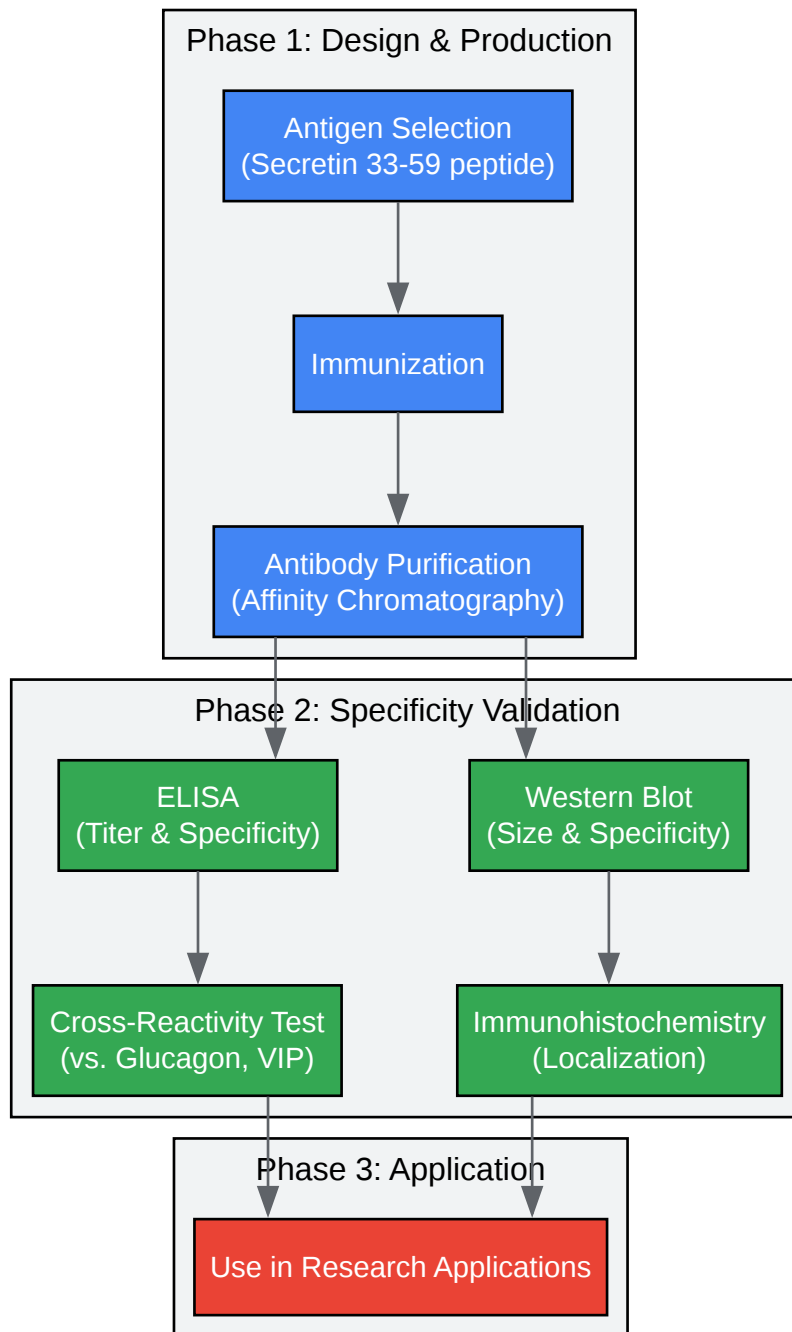 Phase 1: Design & Production
Antigen Selection
(Secretin 33-59 peptide)
Immunization
Antibody Purification
(Affinity Chromatography)
Phase 2: Specificity Validation
ELISA
(Titer & Specificity)
Western Blot
(Size & Specificity)
Cross-Reactivity Test
(vs. Glucagon, VIP)
Immunohistochemistry
(Localization)
Phase 3: Application
Use in Research Applications